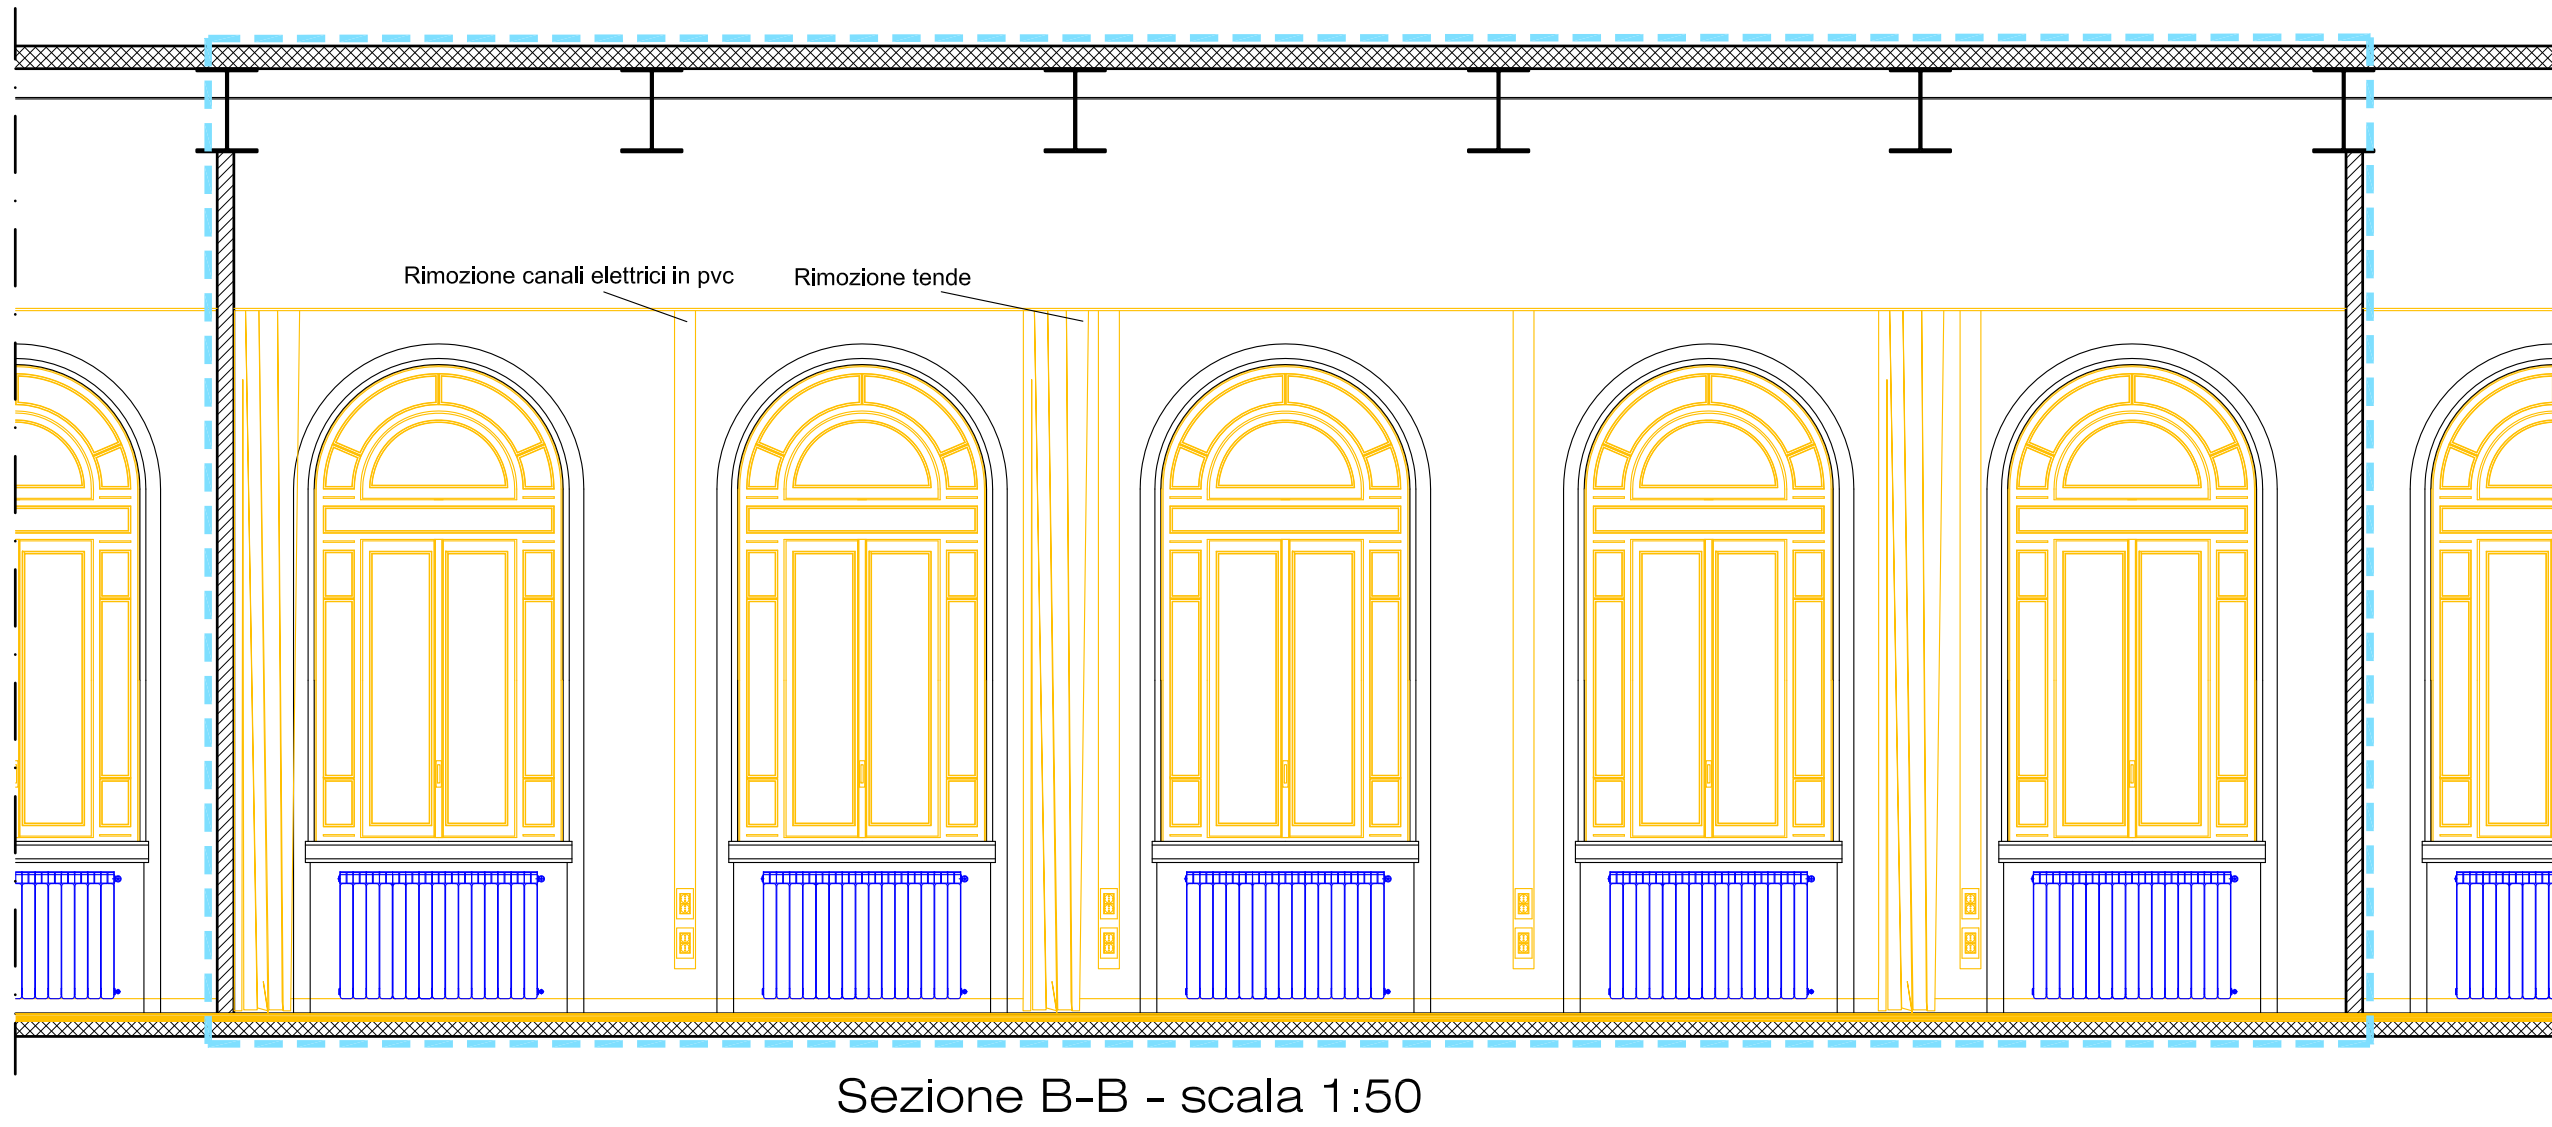 Rimozione canali elettrici in pvc
Rimozione tende
Sezione B-B - scala 1:50